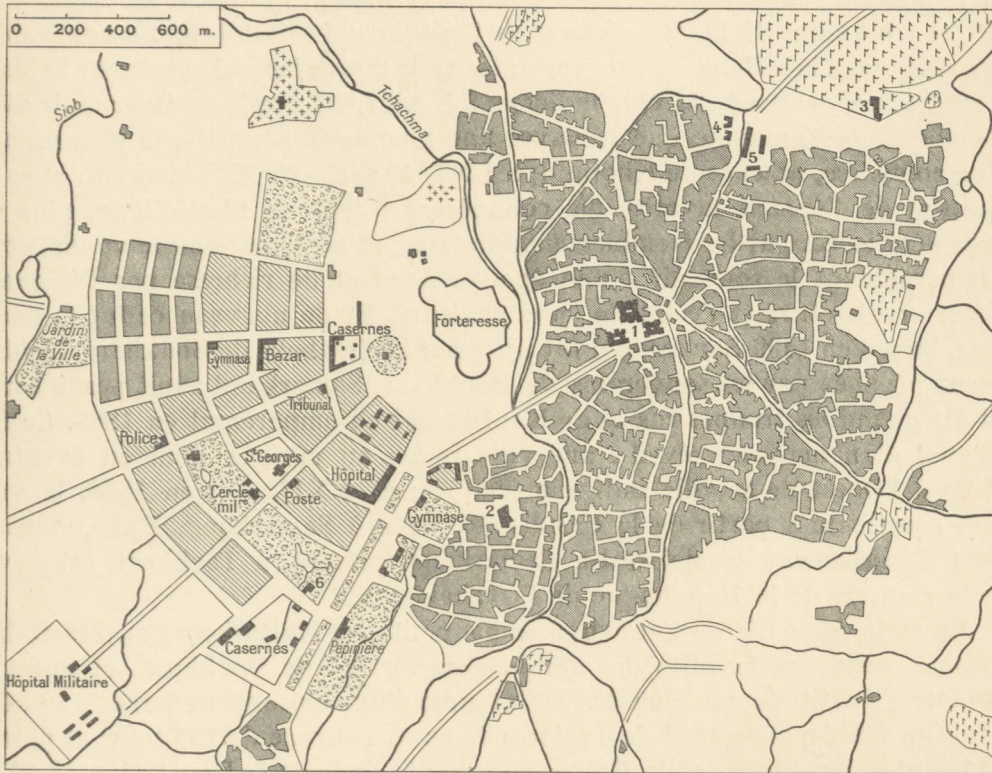 0 200 400 600 m.
Siob
Tchachma
3
4
5
Jardin
de
la Ville
Gymnase
Bazar
Casernes
Forteresse
1
Tribunal
Police
St Georges
Hôpital
Cercle
mil
Poste
Gymnase
2
6
Casernes
Pépinière
Hôpital Militaire